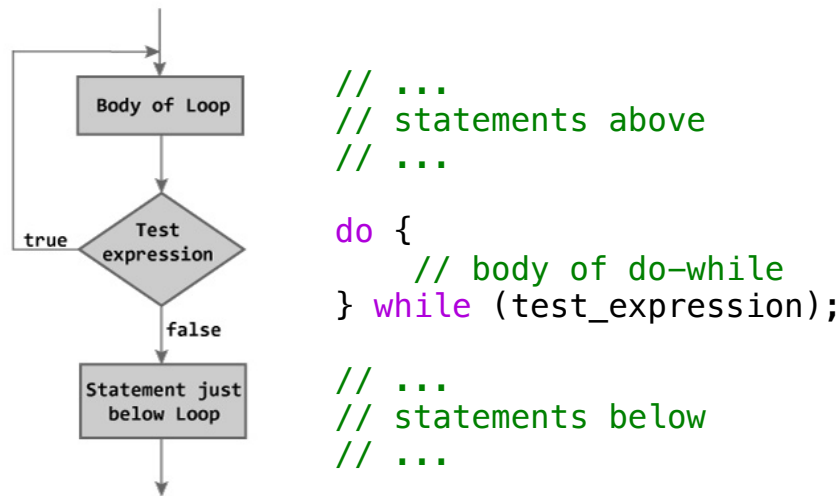 Body of Loop
Test
expression
true
false
Statement just
below Loop
// ...
// statements above
// ...
do {
// body of do-while
} while (test_expression);
// ...
// statements below
// ...